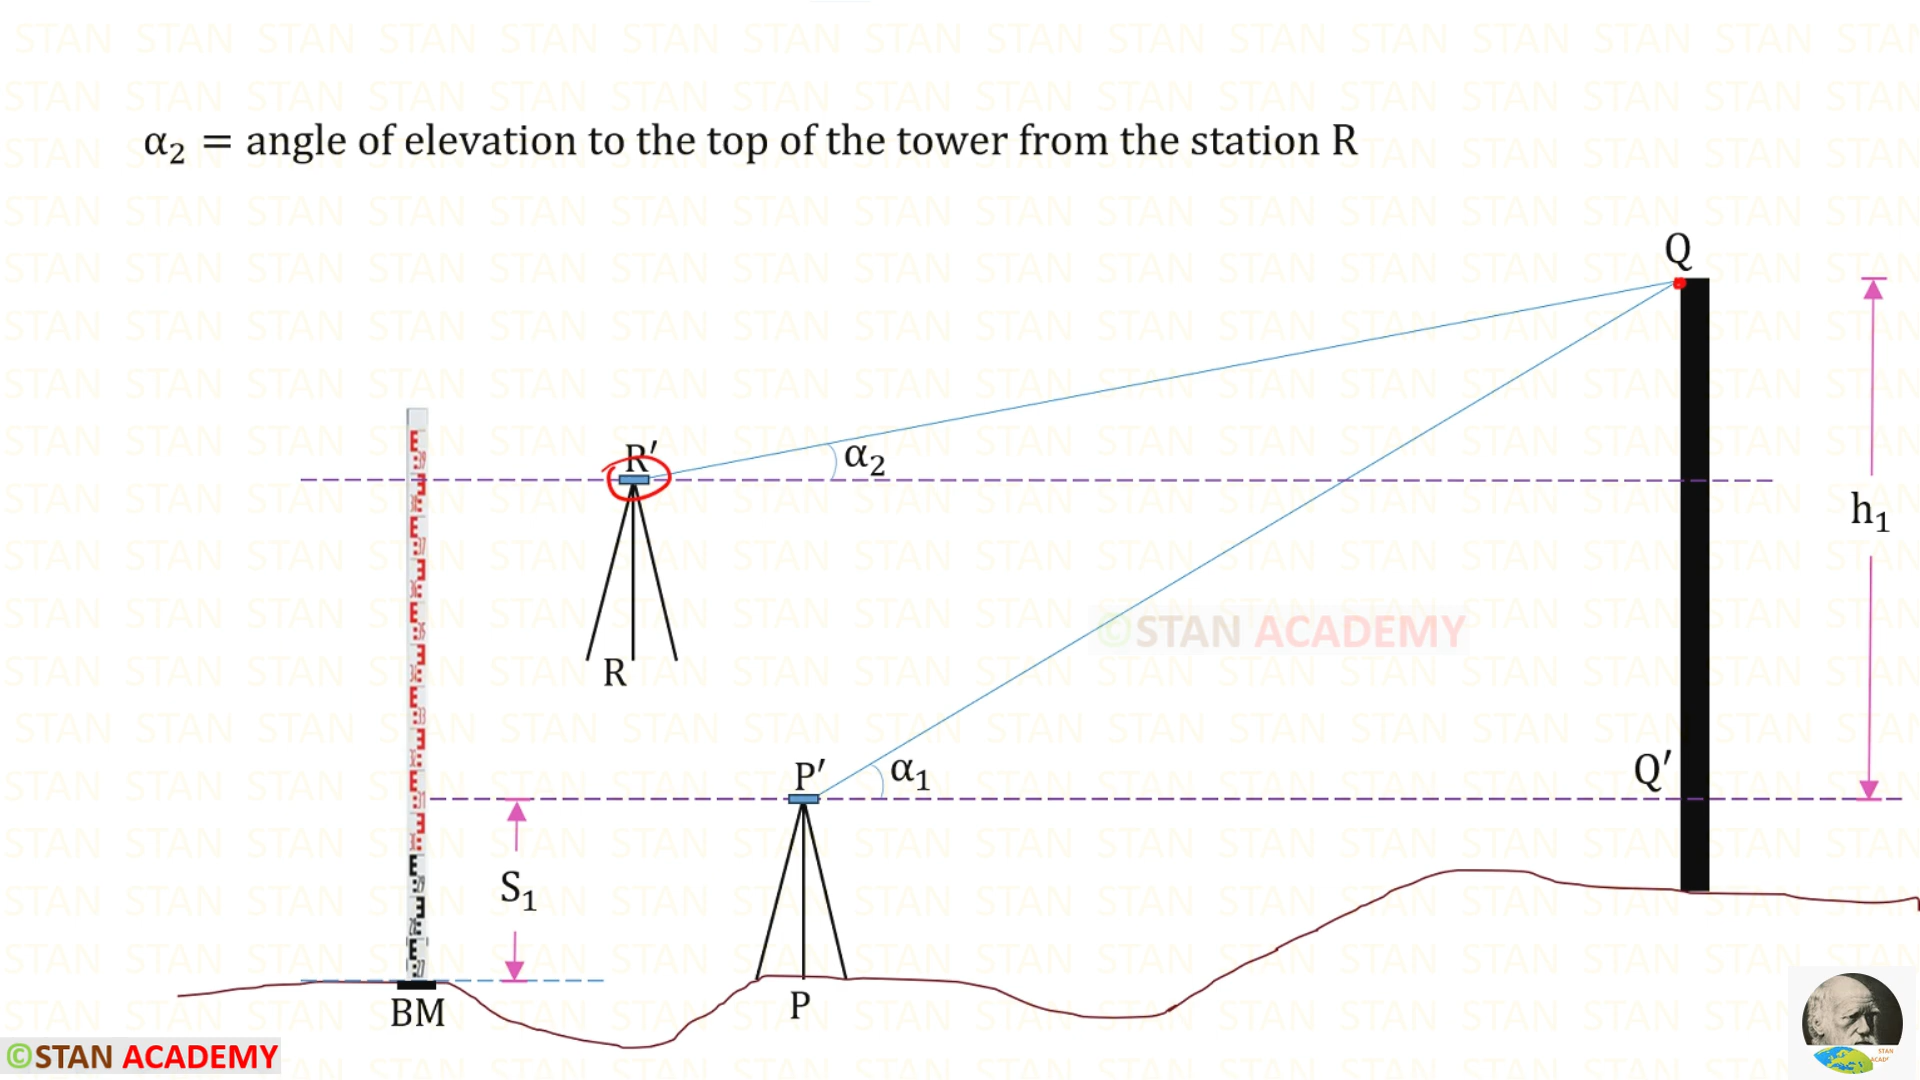 α₂ = angle of elevation to the top of the tower from the station R
Q
R′
α₂
h₁
©STAN ACADEMY
R
P′
α₁
Q′
S₁
BM
P
©STAN ACADEMY